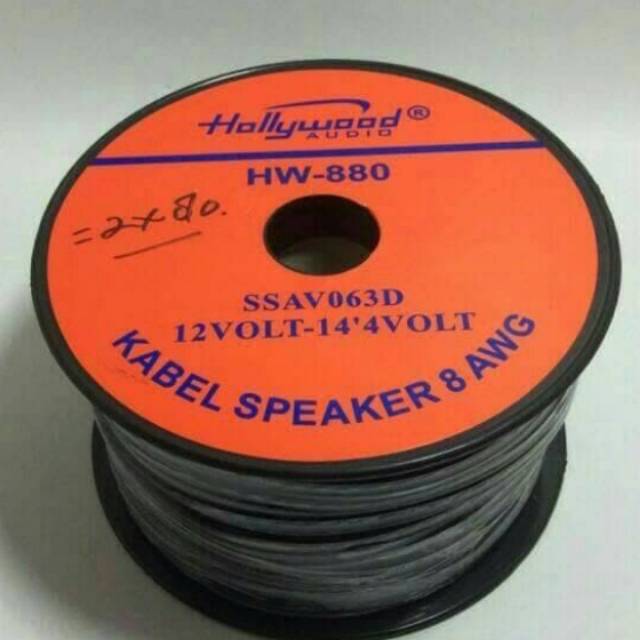 Hollywood®
AUDIO
HW-880
=2x80.
SSAV063D
12VOLT-14'4VOLT
KABEL SPEAKER 8 AWG